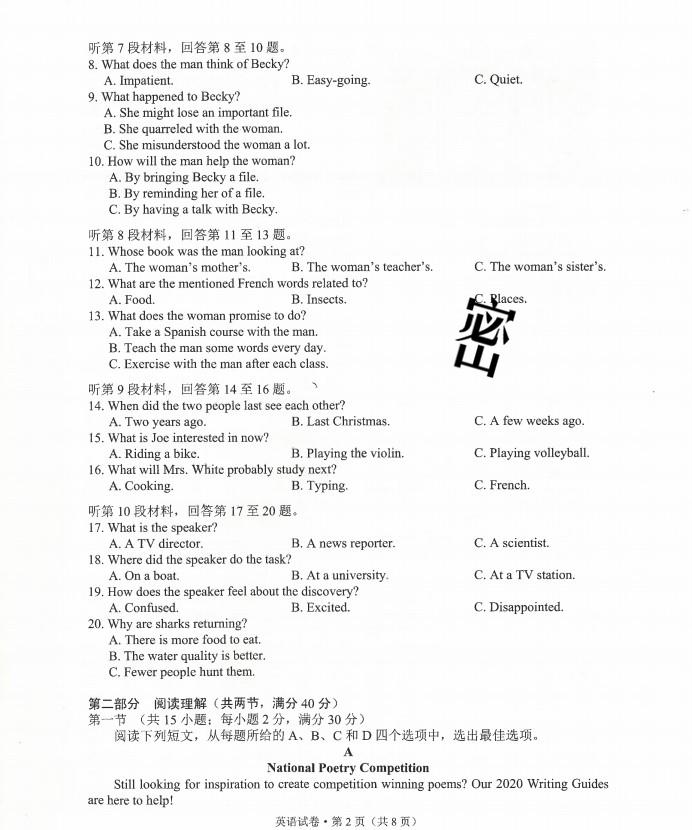 听第 7 段材料，回答第 8 至 10 题。
8. What does the man think of Becky?
A. Impatient. B. Easy-going. C. Quiet.
9. What happened to Becky?
A. She might lose an important file.
B. She quarreled with the woman.
C. She misunderstood the woman a lot.
10. How will the man help the woman?
A. By bringing Becky a file.
B. By reminding her of a file.
C. By having a talk with Becky.
听第 8 段材料，回答第 11 至 13 题。
11. Whose book was the man looking at?
A. The woman's mother's. B. The woman's teacher's. C. The woman's sister's.
12. What are the mentioned French words related to?
A. Food. B. Insects. C. Places.
13. What does the woman promise to do?
A. Take a Spanish course with the man.
B. Teach the man some words every day.
C. Exercise with the man after each class.
密
听第 9 段材料，回答第 14 至 16 题。
14. When did the two people last see each other?
A. Two years ago. B. Last Christmas. C. A few weeks ago.
15. What is Joe interested in now?
A. Riding a bike. B. Playing the violin. C. Playing volleyball.
16. What will Mrs. White probably study next?
A. Cooking. B. Typing. C. French.
听第 10 段材料，回答第 17 至 20 题。
17. What is the speaker?
A. A TV director. B. A news reporter. C. A scientist.
18. Where did the speaker do the task?
A. On a boat. B. At a university. C. At a TV station.
19. How does the speaker feel about the discovery?
A. Confused. B. Excited. C. Disappointed.
20. Why are sharks returning?
A. There is more food to eat.
B. The water quality is better.
C. Fewer people hunt them.
第二部分 阅读理解（共两节，满分 40 分）
第一节 （共 15 小题；每小题 2 分，满分 30 分）
阅读下列短文，从每题所给的 A、B、C 和 D 四个选项中，选出最佳选项。
A
National Poetry Competition
Still looking for inspiration to create competition winning poems? Our 2020 Writing Guides
are here to help!
英语试卷·第 2 页（共 8 页）